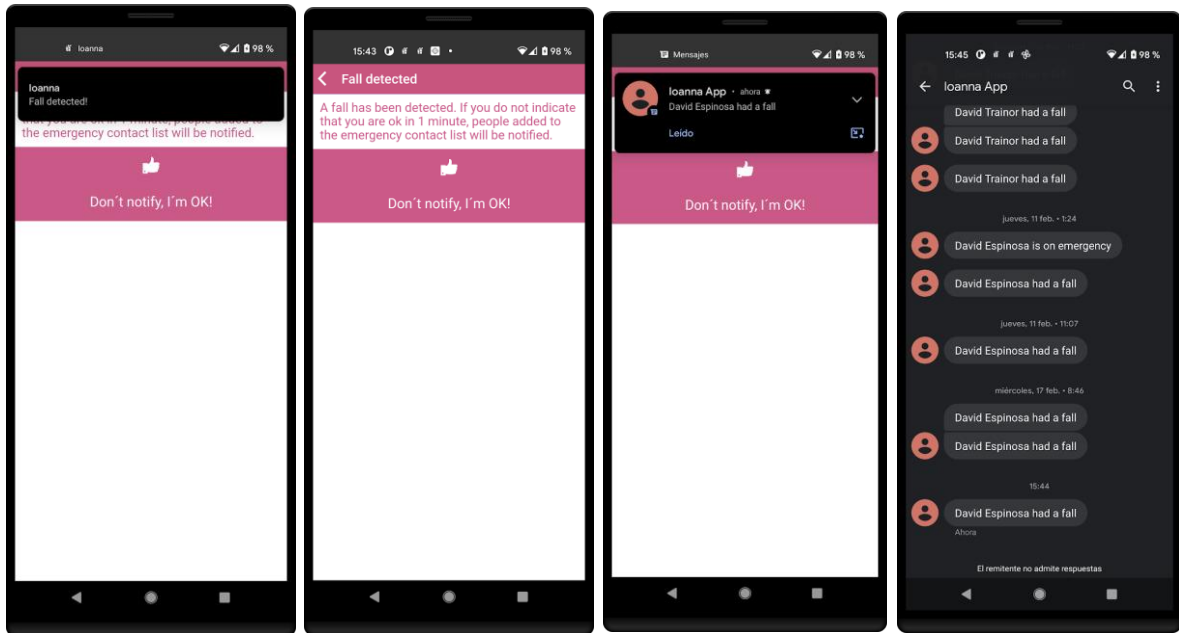 Ioanna
98 %
Ioanna
Fall detected!
that you are ok in 1 minute, people added to
the emergency contact list will be notified.
Don´t notify, I´m OK!
15:43
98 %
Fall detected
A fall has been detected. If you do not indicate
that you are ok in 1 minute, people added to
the emergency contact list will be notified.
Don´t notify, I´m OK!
Mensajes
98 %
Ioanna App • ahora
David Espinosa had a fall
Leído
Don´t notify, I´m OK!
15:45
98 %
Ioanna App
David Trainor had a fall
David Trainor had a fall
David Trainor had a fall
jueves, 11 feb. • 1:24
David Espinosa is on emergency
David Espinosa had a fall
jueves, 11 feb. • 11:07
David Espinosa had a fall
miércoles, 17 feb. • 8:46
David Espinosa had a fall
David Espinosa had a fall
15:44
David Espinosa had a fall
Ahora
El remitente no admite respuestas